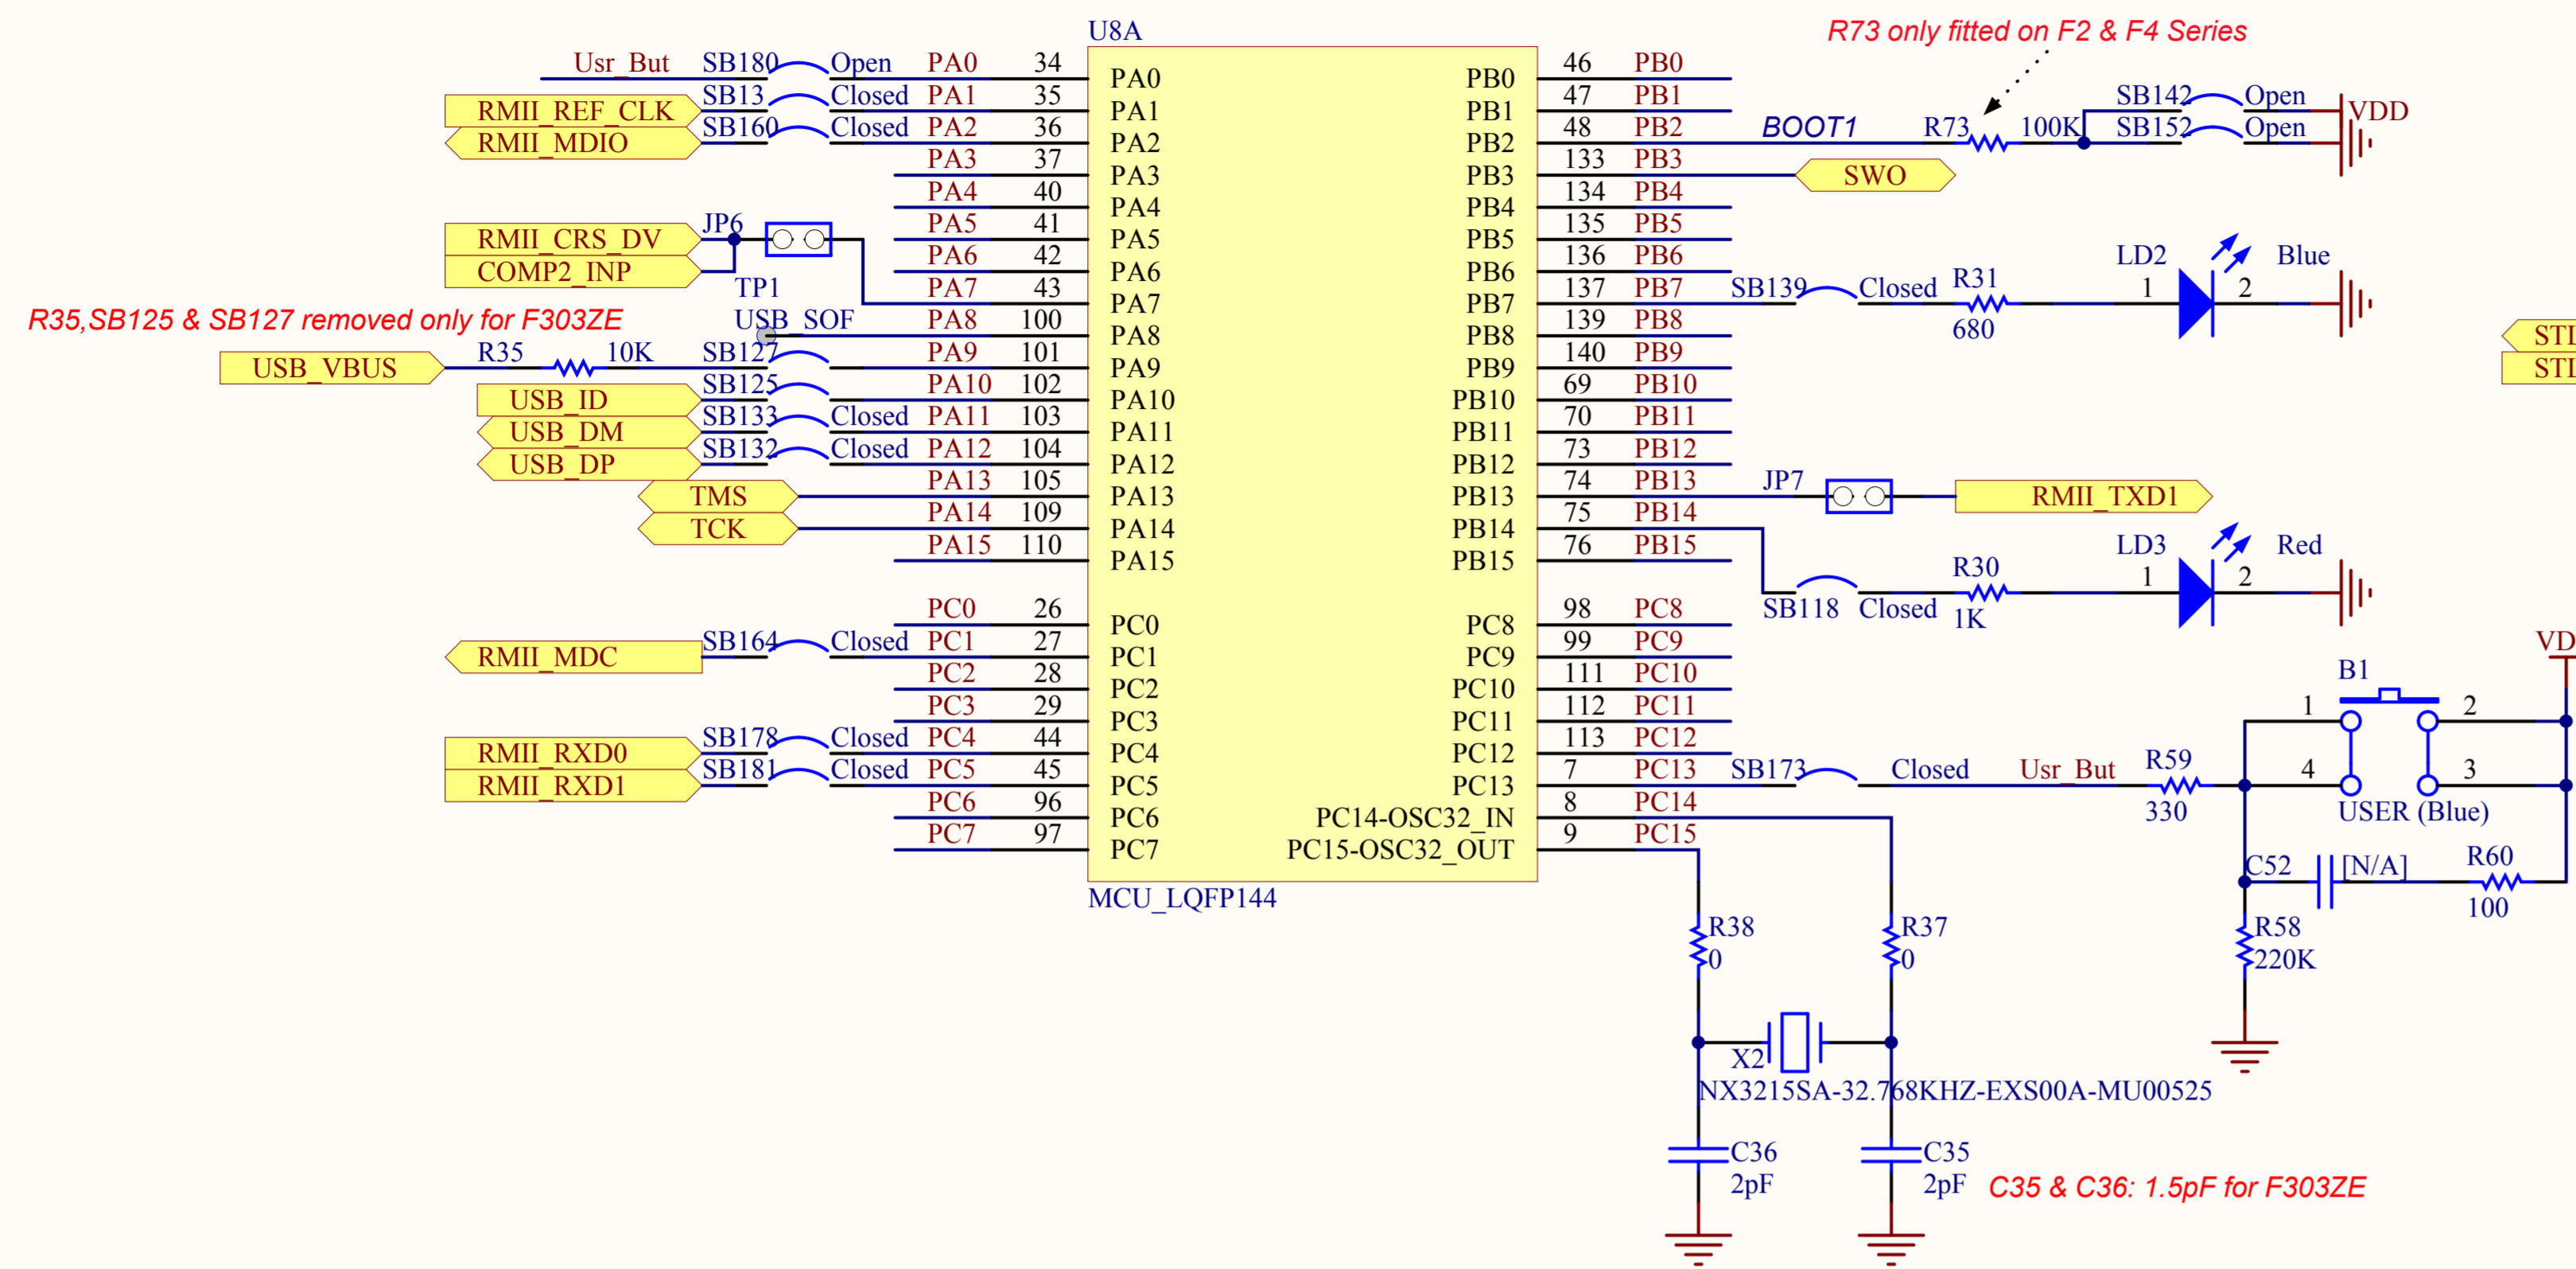 U8A
R73 only fitted on F2 & F4 Series
Usr_But SB180 Open PA0 34 PA0 PB0 46 PB0
RMII_REF_CLK SB13 Closed PA1 35 PA1 PB1 47 PB1 SB142 Open VDD
RMII_MDIO SB160 Closed PA2 36 PA2 PB2 48 PB2 BOOT1 R73 100K SB152 Open
PA3 37 PA3 PB3 133 PB3 SWO
PA4 40 PA4 PB4 134 PB4
RMII_CRS_DV JP6 PA5 41 PA5 PB5 135 PB5
COMP2_INP PA6 42 PA6 PB6 136 PB6 LD2 Blue
TP1 PA7 43 PA7 PB7 137 PB7 SB139 Closed R31 1 2
R35,SB125 & SB127 removed only for F303ZE USB_SOF PA8 100 PA8 PB8 139 PB8 680
USB_VBUS R35 10K SB127 PA9 101 PA9 PB9 140 PB9
USB_ID SB125 PA10 102 PA10 PB10 69 PB10
USB_DM SB133 Closed PA11 103 PA11 PB11 70 PB11
USB_DP SB132 Closed PA12 104 PA12 PB12 73 PB12
TMS PA13 105 PA13 PB13 74 PB13 JP7 RMII_TXD1
TCK PA14 109 PA14 PB14 75 PB14
PA15 110 PA15 PB15 76 PB15 LD3 Red
R30 1 2
PC0 26 PC0 PC8 98 PC8 SB118 Closed 1K
RMII_MDC SB164 Closed PC1 27 PC1 PC9 99 PC9
PC2 28 PC2 PC10 111 PC10 B1
PC3 29 PC3 PC11 112 PC11 1 2
RMII_RXD0 SB178 Closed PC4 44 PC4 PC12 113 PC12
RMII_RXD1 SB181 Closed PC5 45 PC5 PC13 7 PC13 SB173 Closed Usr_But R59 4 3
PC6 96 PC6 PC14-OSC32_IN 8 PC14 330 USER (Blue)
PC7 97 PC7 PC15-OSC32_OUT 9 PC15
C52 [N/A] R60
MCU_LQFP144 100
R38 R37 R58
0 0 220K
X2
NX3215SA-32.768KHZ-EXS00A-MU00525
C36 C35
2pF 2pF C35 & C36: 1.5pF for F303ZE